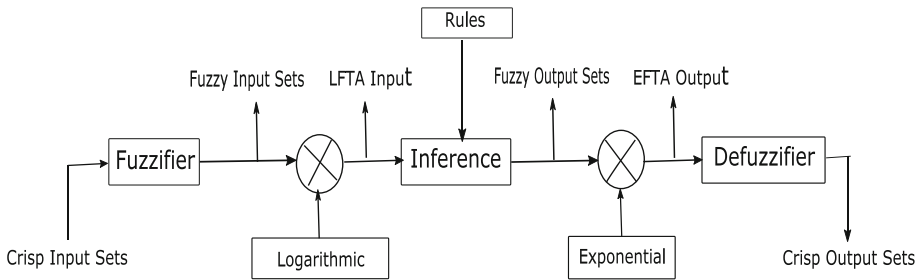 Rules
Fuzzy Input Sets
LFTA Input
Fuzzy Output Sets
EFTA Output
Fuzzifier
Inference
Defuzzifier
Crisp Input Sets
Logarithmic
Exponential
Crisp Output Sets